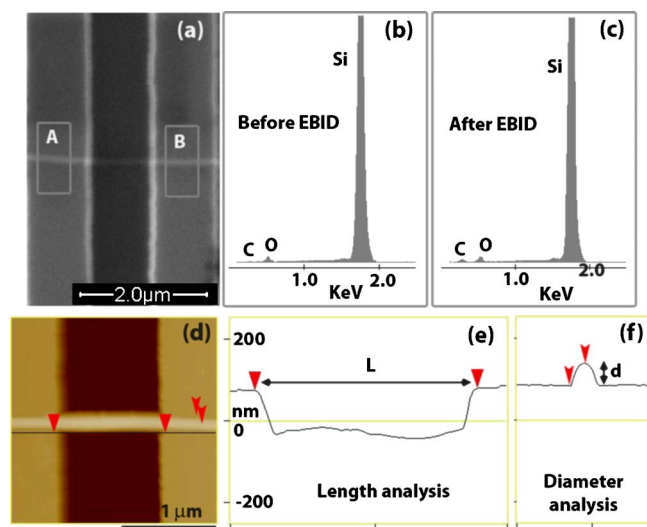 (a)
A
B
2.0μm
(b)
Si
Before EBID
C O
1.0 2.0
KeV
(c)
Si
After EBID
C O
1.0 2.0
KeV
(d)
1 μm
(e)
200
L
nm
0
-200
Length analysis
(f)
d
Diameter
analysis